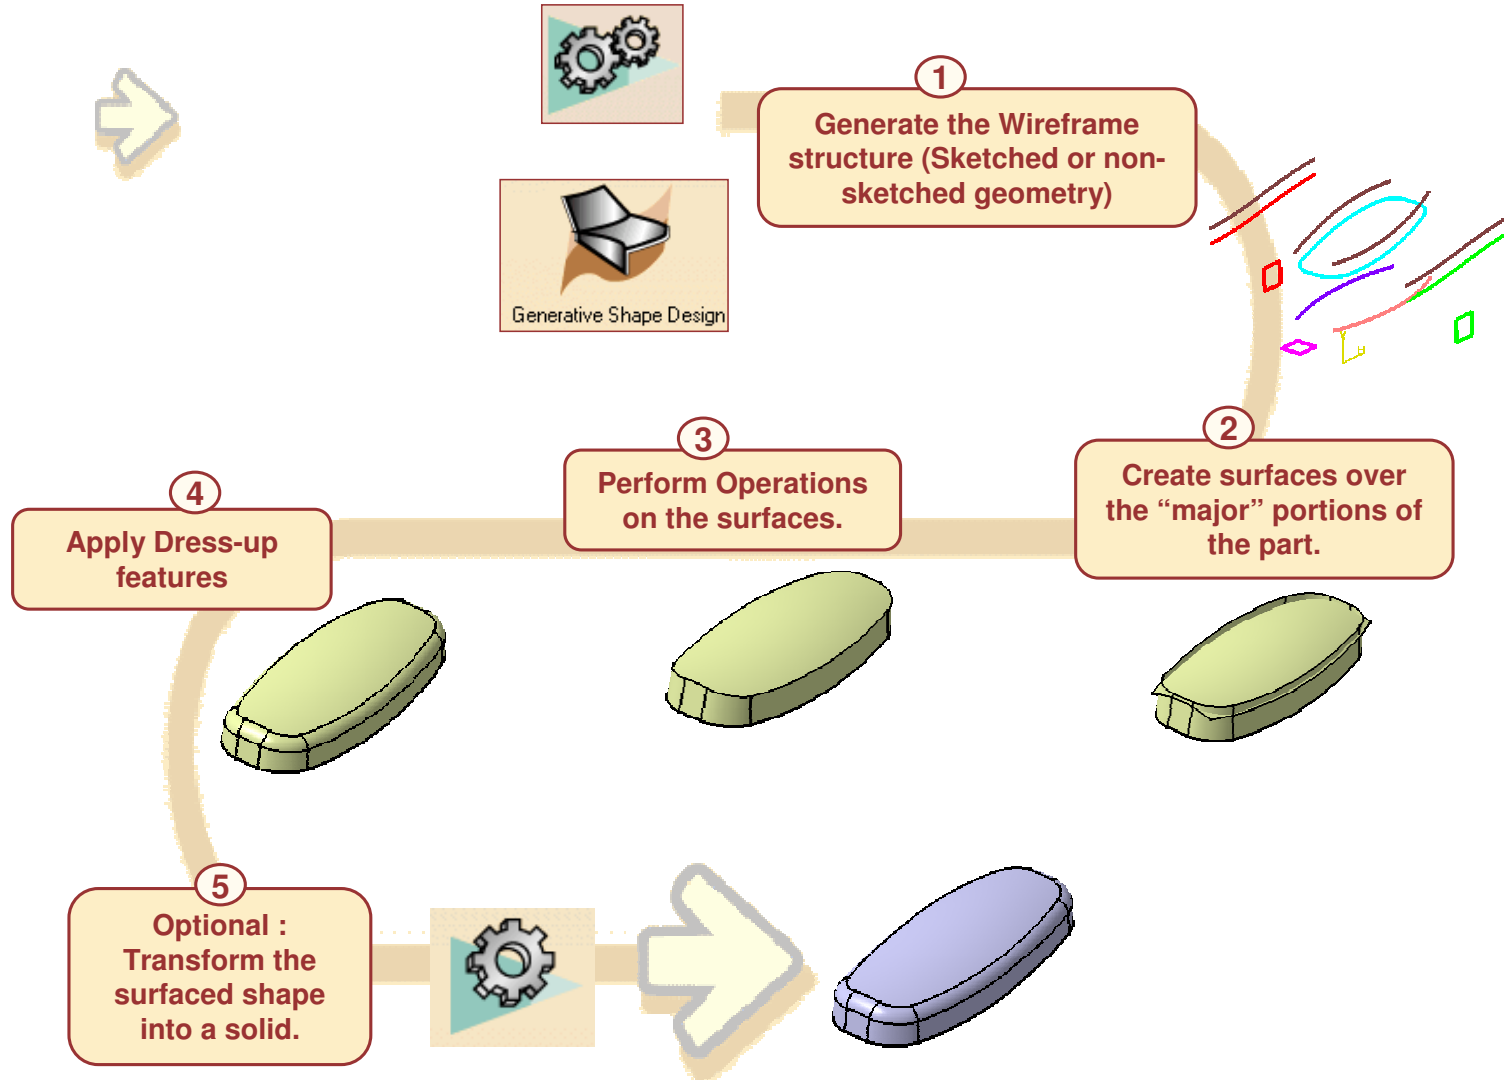 1
Generate the Wireframe
structure (Sketched or non-
sketched geometry)
Generative Shape Design
2
Create surfaces over
the “major” portions of
the part.
3
Perform Operations
on the surfaces.
4
Apply Dress-up
features
5
Optional :
Transform the
surfaced shape
into a solid.